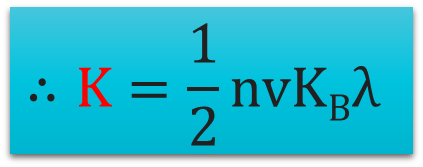 ∴ K = 1/2 nvK_Bλ